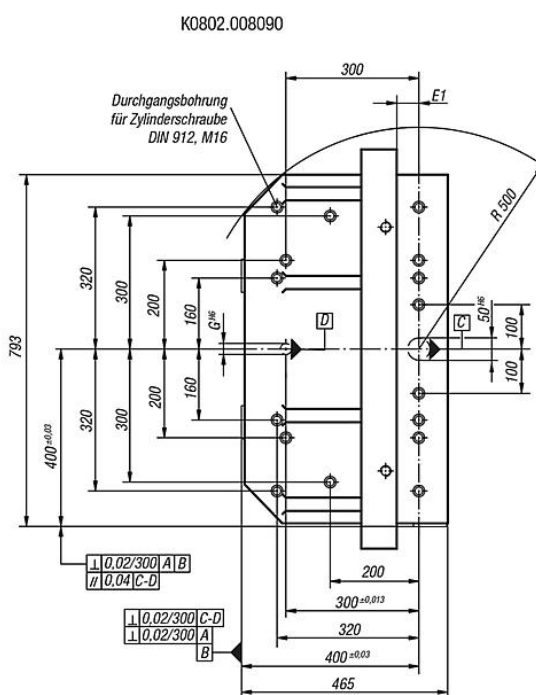 K0802.008090
300
E1
Durchgangsbohrung
für Zylinderschraube
DIN 912, M16
R 500
793
320
300
200
160
G H6
D
C
50 H6
100
100
400 ±0,03
320
300
200
160
⊥ 0,02/300 A B
// 0,04 C-D
200
300 ±0,013
⊥ 0,02/300 C-D
⊥ 0,02/300 A
B
320
400 ±0,03
465